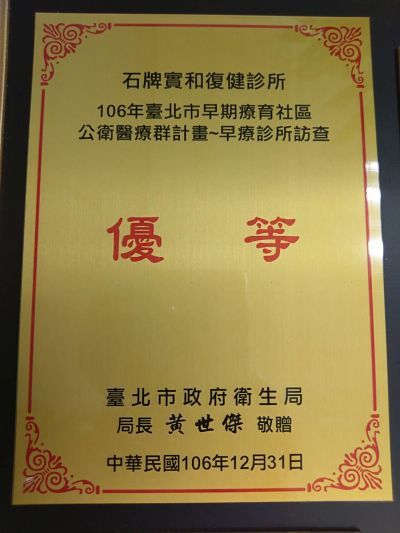 石牌實和復健診所
106年臺北市早期療育社區
公衛醫療群計畫~早療診所訪查
優 等
臺北市政府衛生局
局長 黃世傑 敬贈
中華民國106年12月31日